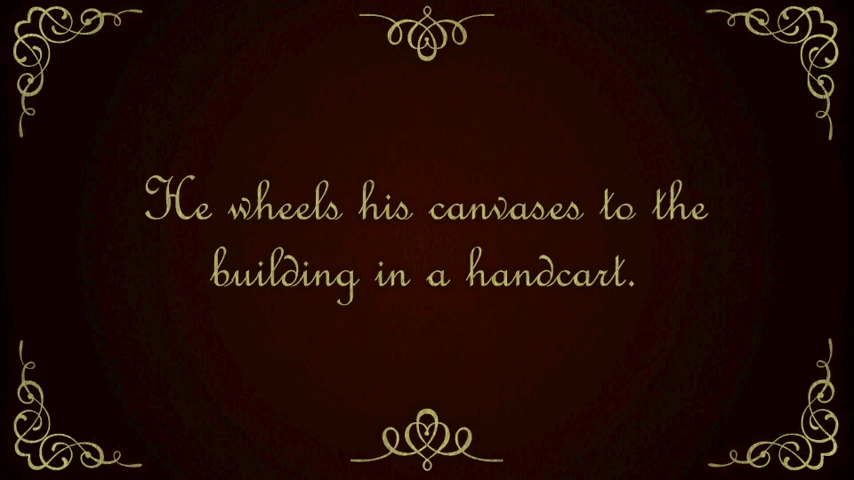 He wheels his canvases to the
building in a handcart.